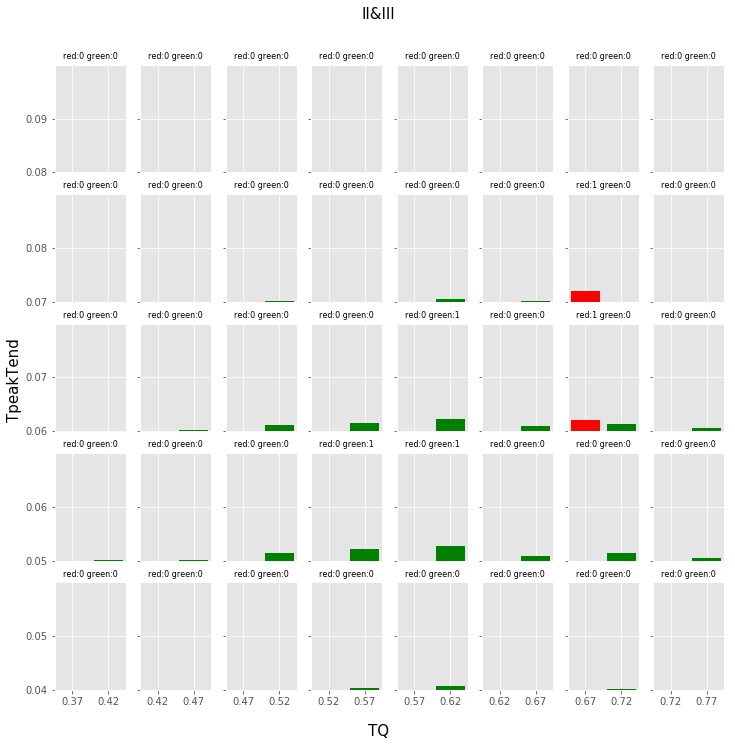 II&III
red:0 green:0 red:0 green:0 red:0 green:0 red:0 green:0 red:0 green:0 red:0 green:0 red:0 green:0 red:0 green:0
0.09
0.08
red:0 green:0 red:0 green:0 red:0 green:0 red:0 green:0 red:0 green:0 red:0 green:0 red:1 green:0 red:0 green:0
0.08
0.07
red:0 green:0 red:0 green:0 red:0 green:0 red:0 green:0 red:0 green:1 red:0 green:0 red:1 green:0 red:0 green:0
TpeakTend
0.07
0.06
red:0 green:0 red:0 green:0 red:0 green:0 red:0 green:1 red:0 green:1 red:0 green:0 red:0 green:0 red:0 green:0
0.06
0.05
red:0 green:0 red:0 green:0 red:0 green:0 red:0 green:0 red:0 green:0 red:0 green:0 red:0 green:0 red:0 green:0
0.05
0.04
0.37 0.42 0.42 0.47 0.47 0.52 0.52 0.57 0.57 0.62 0.62 0.67 0.67 0.72 0.72 0.77
TQ